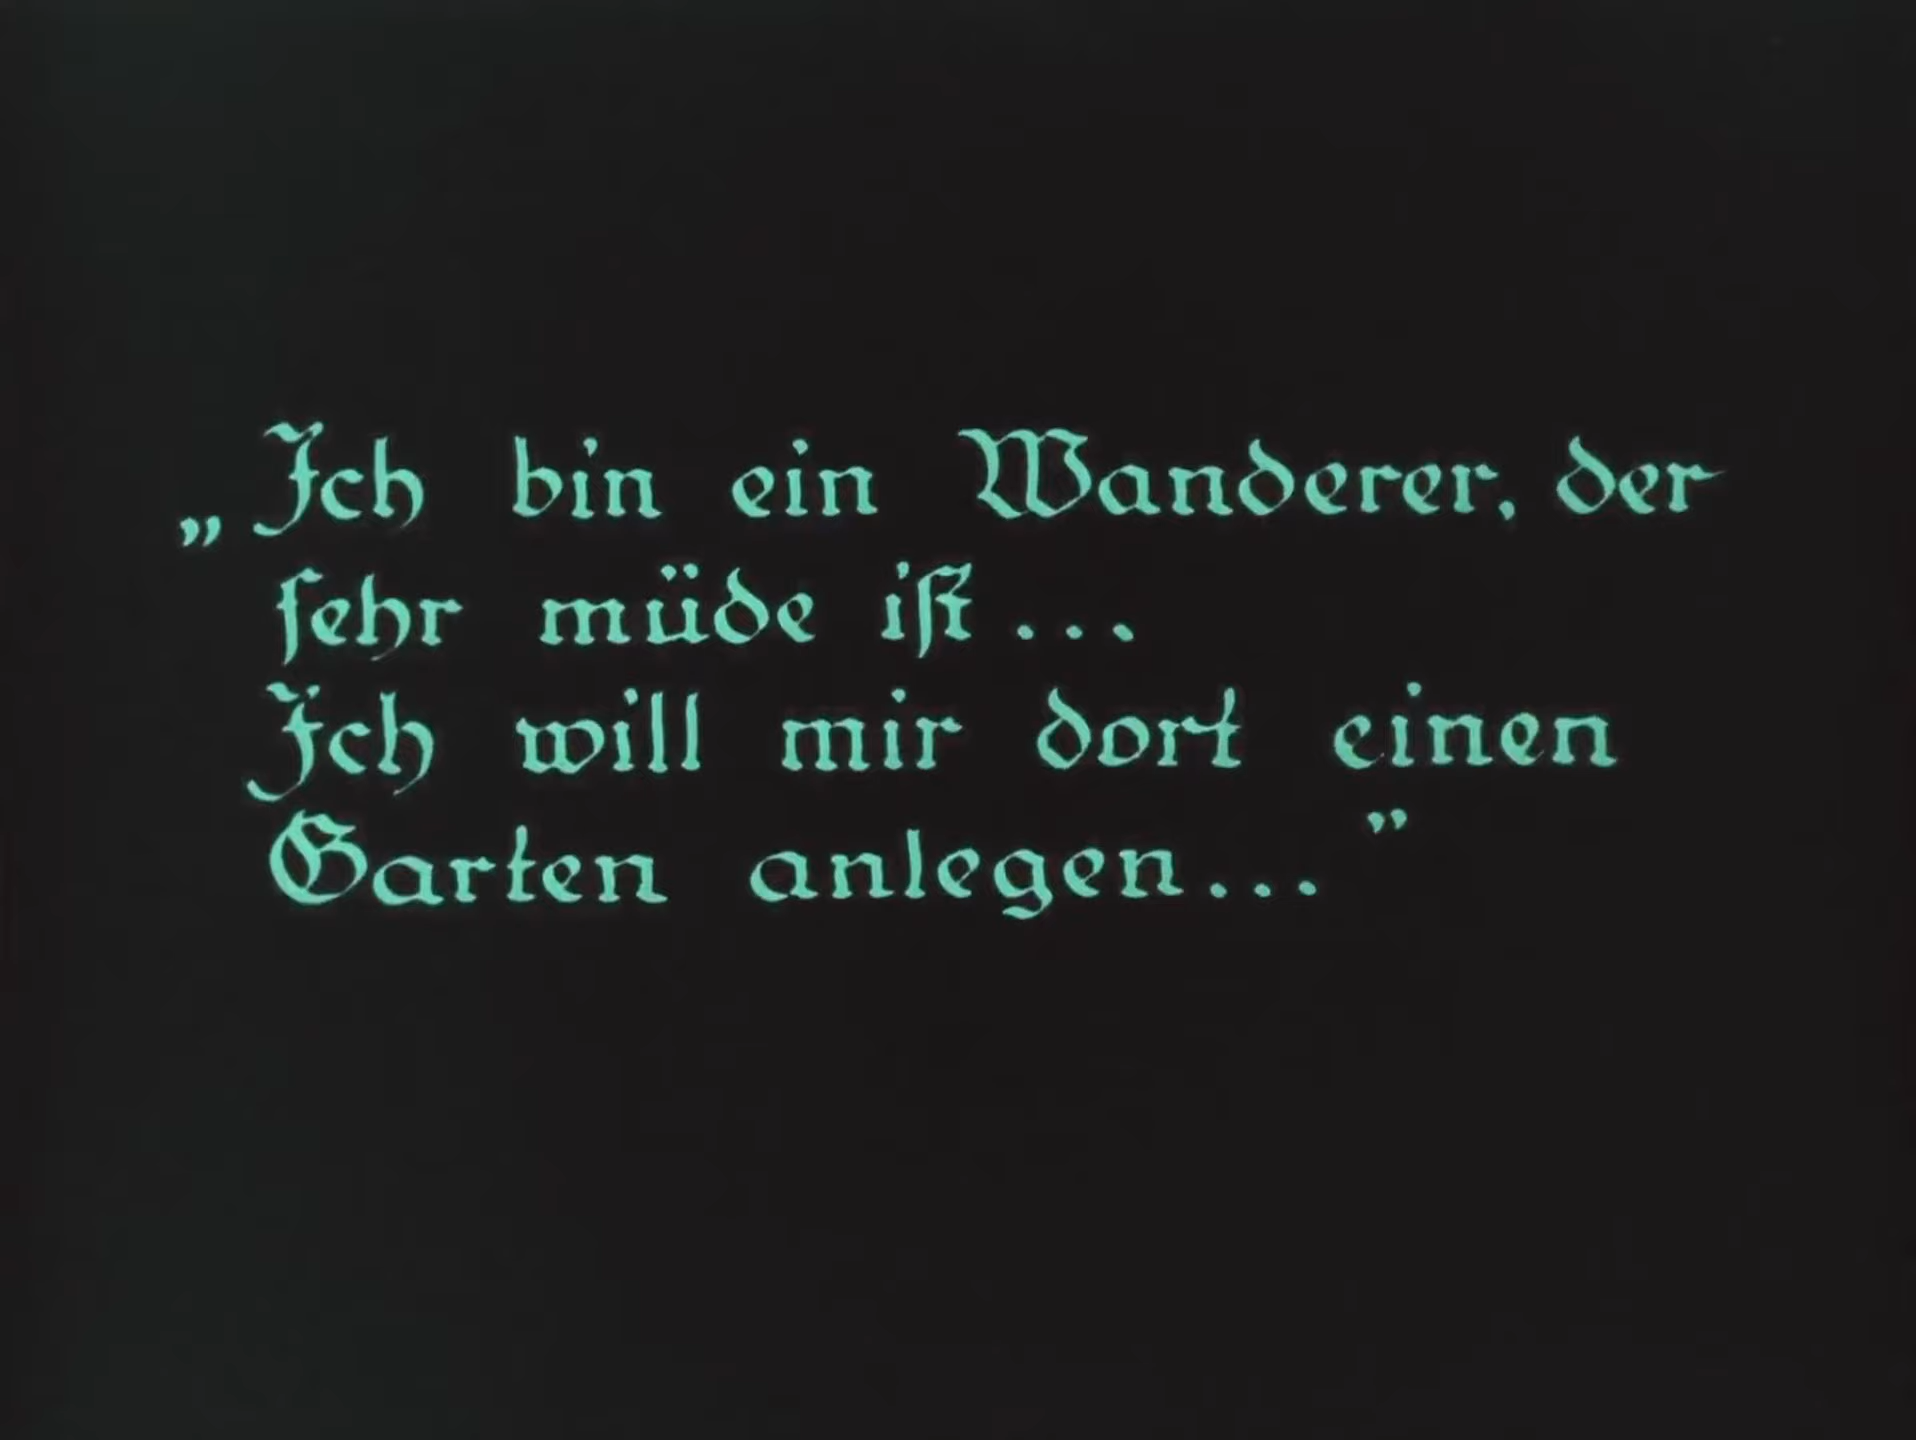 „Ich bin ein Wanderer, der
ſehr müde iſt...
Ich will mir dort einen
Garten anlegen...”